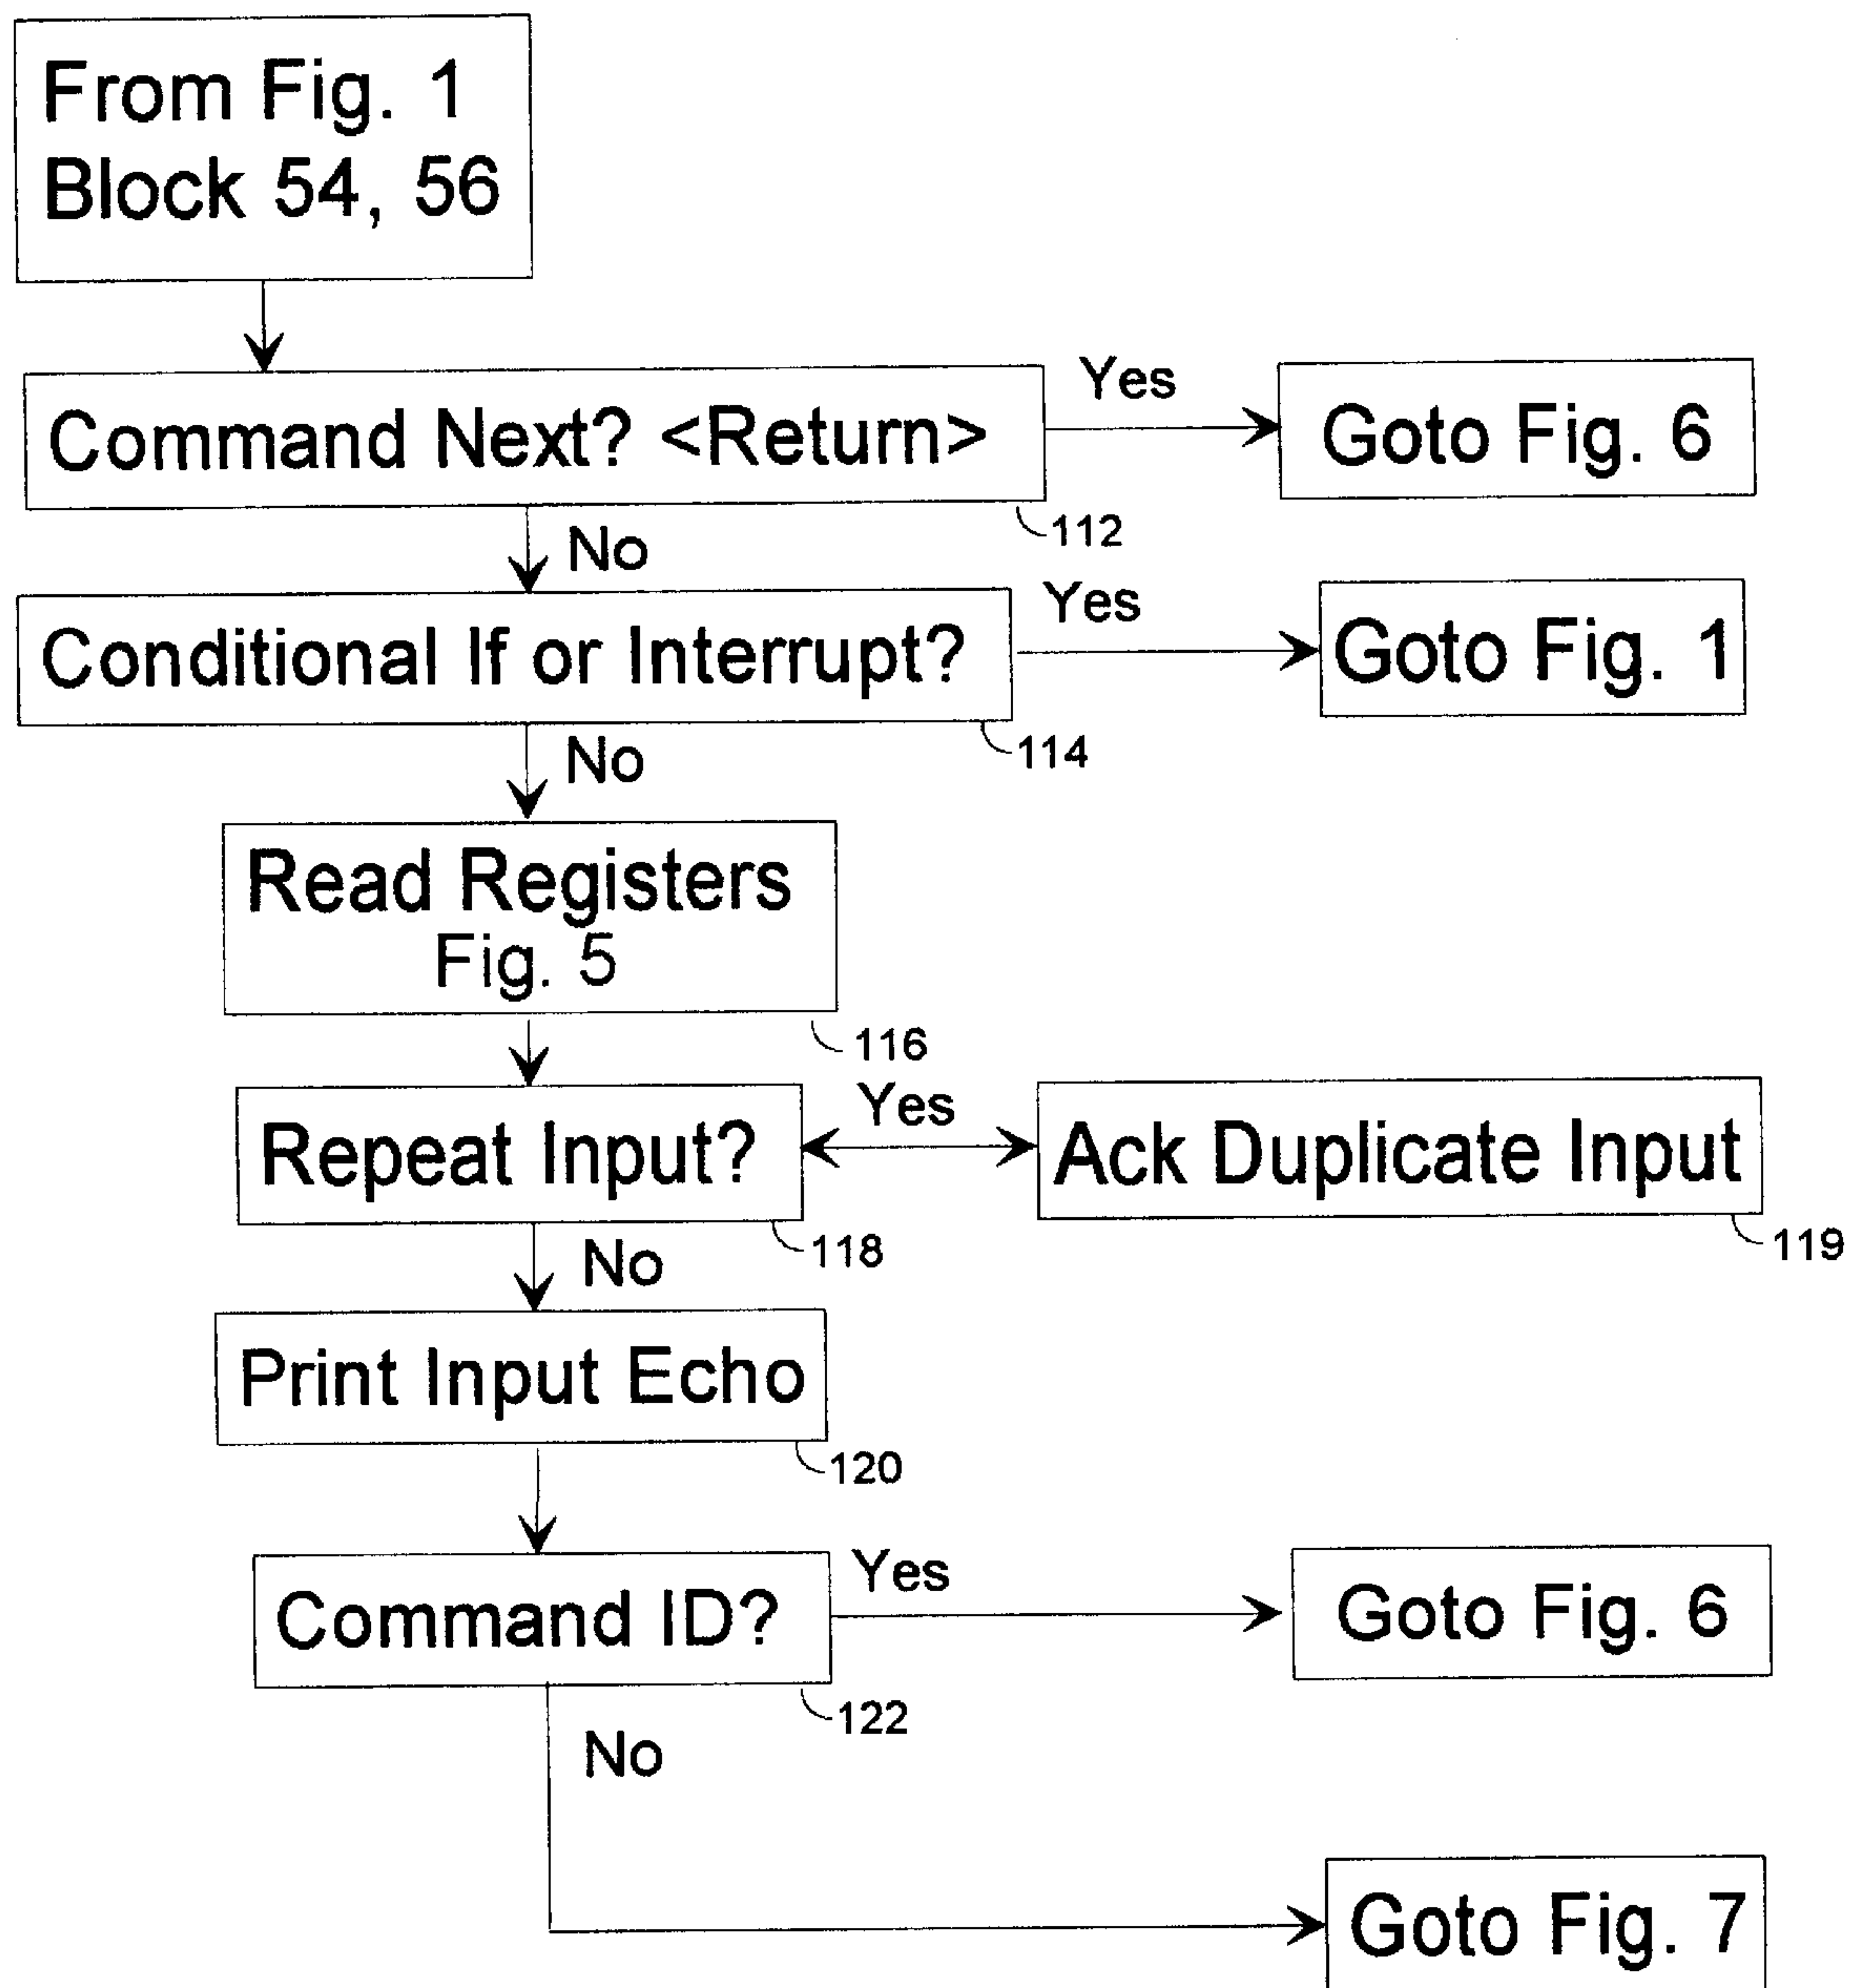 From Fig. 1
Block 54, 56
Command Next? <Return>
Yes
Goto Fig. 6
112
No
Conditional If or Interrupt?
Yes
Goto Fig. 1
114
No
Read Registers
Fig. 5
116
Repeat Input?
Yes
Ack Duplicate Input
118
119
No
Print Input Echo
120
Command ID?
Yes
Goto Fig. 6
122
No
Goto Fig. 7